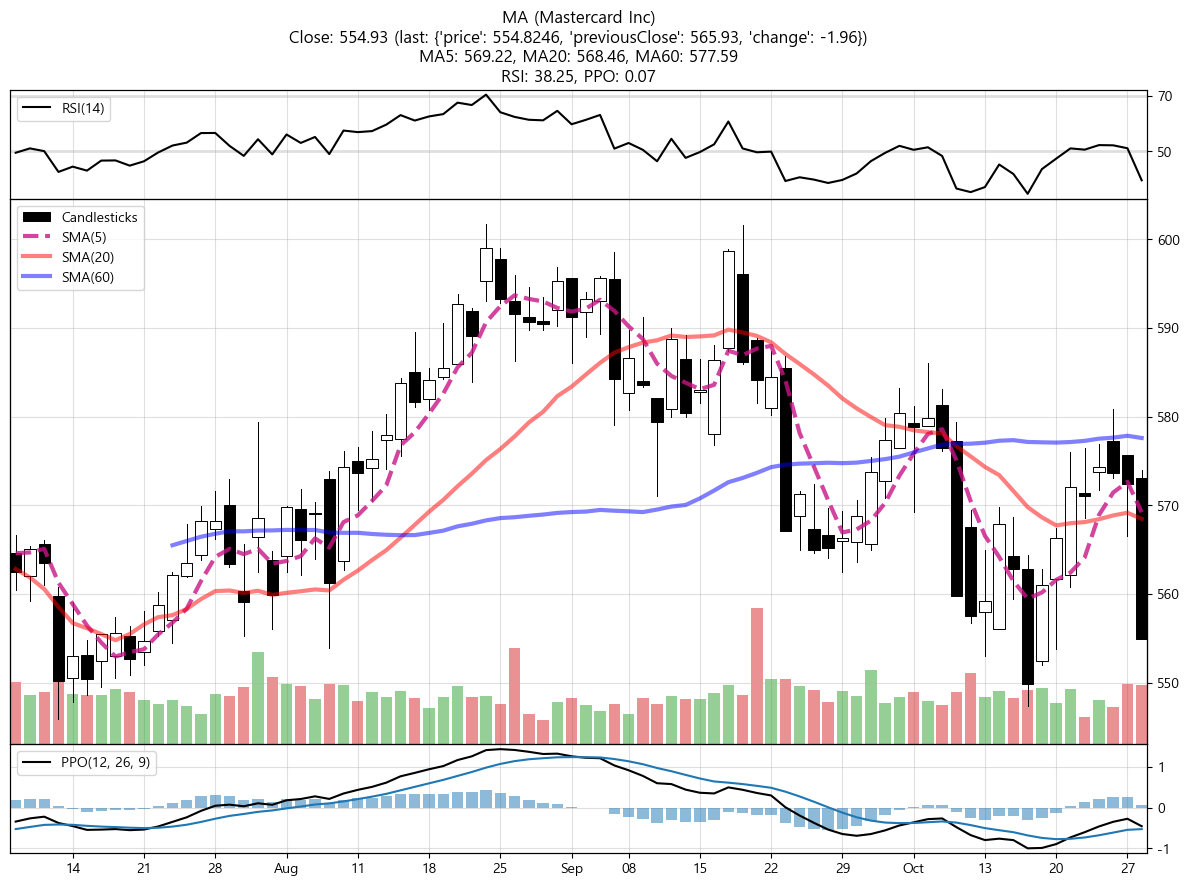 MA (Mastercard Inc)
Close: 554.93 (last: {'price': 554.8246, 'previousClose': 565.93, 'change': -1.96})
MA5: 569.22, MA20: 568.46, MA60: 577.59
RSI: 38.25, PPO: 0.07
RSI(14)
70
50
Candlesticks
SMA(5)
SMA(20)
SMA(60)
600
590
580
570
560
550
PPO(12, 26, 9)
1
0
-1
14 21 28 Aug 11 18 25 Sep 08 15 22 29 Oct 13 20 27